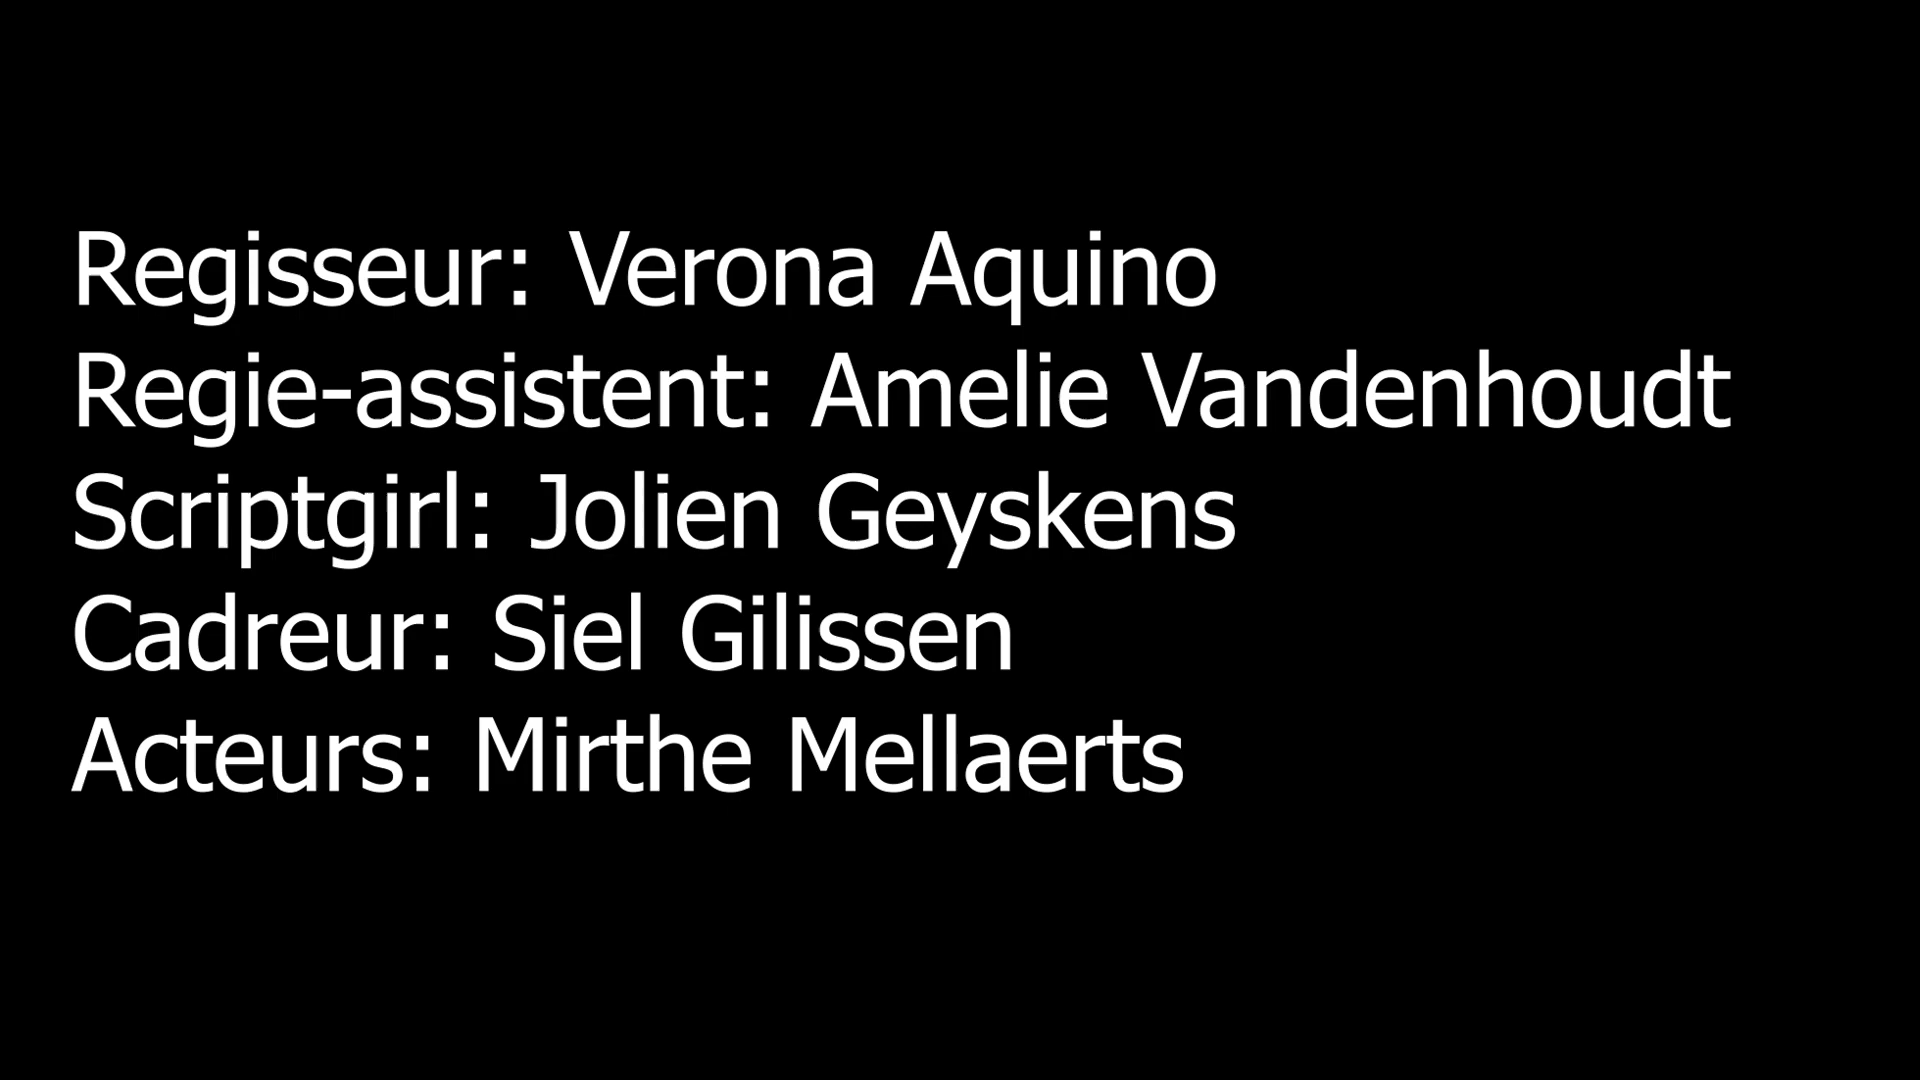 Regisseur: Verona Aquino
Regie-assistent: Amelie Vandenhoudt
Scriptgirl: Jolien Geyskens
Cadreur: Siel Gilissen
Acteurs: Mirthe Mellaerts